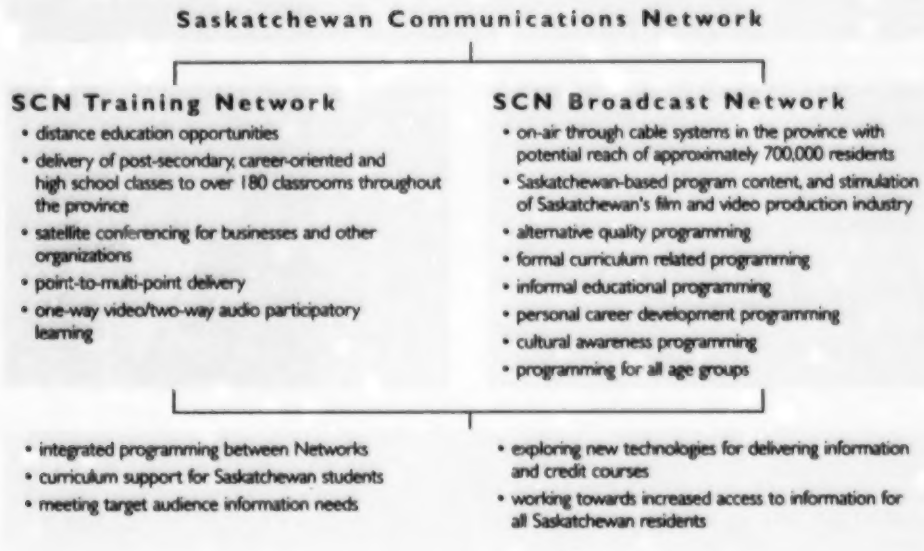 Saskatchewan Communications Network
SCN Training Network
• distance education opportunities
• delivery of post-secondary, career-oriented and
high school classes to over 180 classrooms throughout
the province
• satellite conferencing for businesses and other
organizations
• point-to-multi-point delivery
• one-way video/two-way audio participatory
learning
SCN Broadcast Network
• on-air through cable systems in the province with
potential reach of approximately 700,000 residents
• Saskatchewan-based program content, and stimulation
of Saskatchewan's film and video production industry
• alternative quality programming
• formal curriculum related programming
• informal educational programming
• personal career development programming
• cultural awareness programming
• programming for all age groups
• integrated programming between Networks
• curriculum support for Saskatchewan students
• meeting target audience information needs
• exploring new technologies for delivering information
and credit courses
• working towards increased access to information for
all Saskatchewan residents